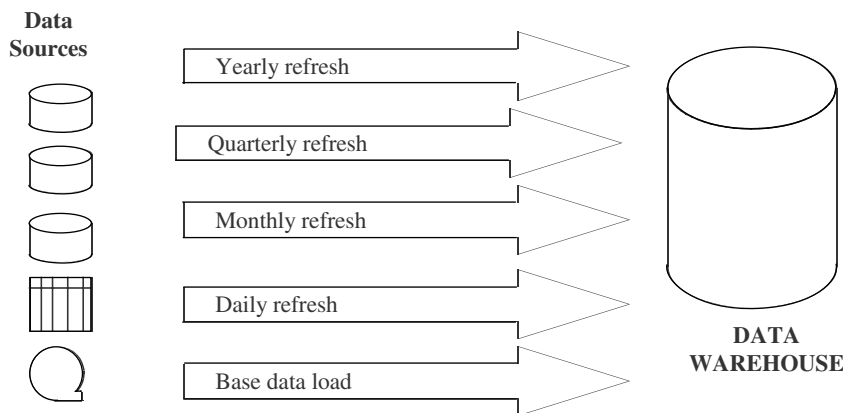 Data
Sources
Yearly refresh
Quarterly refresh
Monthly refresh
Daily refresh
Base data load
DATA
WAREHOUSE